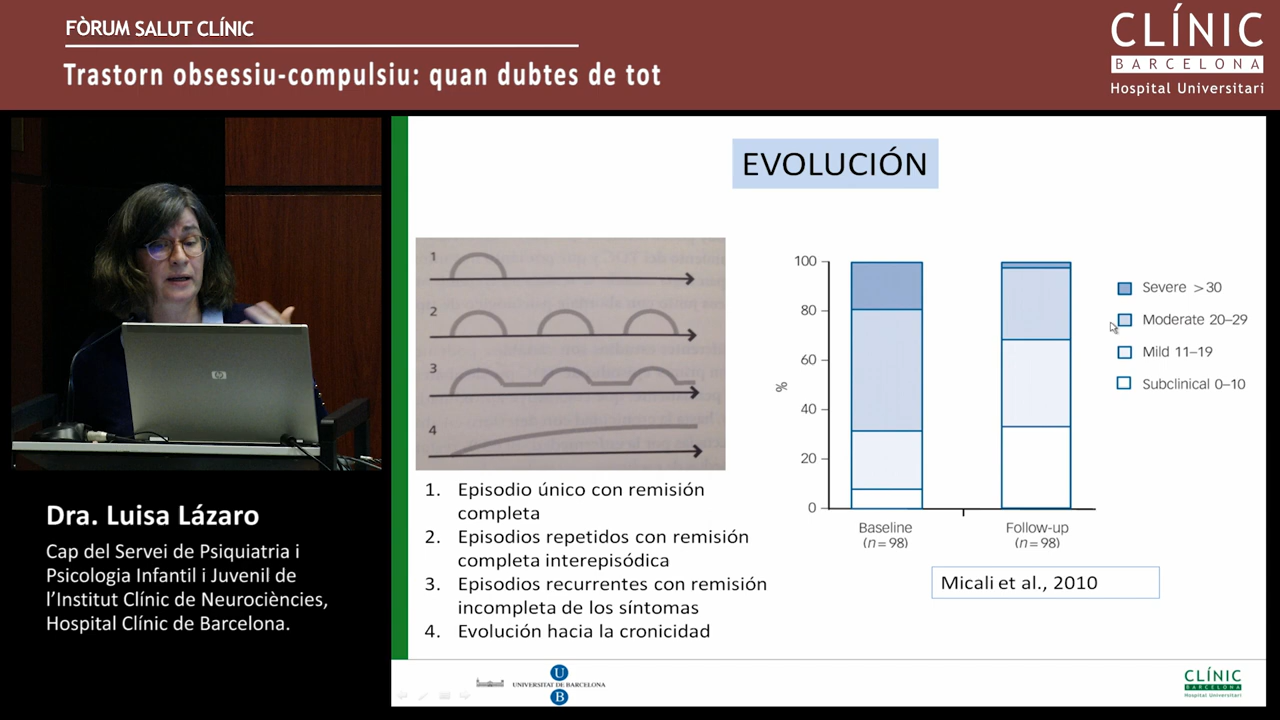 FÒRUM SALUT CLÍNIC
Trastorn obsessiu-compulsiu: quan dubtes de tot
CLÍNIC
BARCELONA
Hospital Universitari
EVOLUCIÓN
1
2
3
4
1. Episodio único con remisión
completa
2. Episodios repetidos con remisión
completa interepisódica
3. Episodios recurrentes con remisión
incompleta de los síntomas
4. Evolución hacia la cronicidad
100
80
60
40
20
0
%
Baseline
(n=98)
Follow-up
(n=98)
Severe >30
Moderate 20–29
Mild 11–19
Subclinical 0–10
Micali et al., 2010
Dra. Luisa Lázaro
Cap del Servei de Psiquiatria i
Psicologia Infantil i Juvenil de
l'Institut Clínic de Neurociències,
Hospital Clínic de Barcelona.
hp
UNIVERSITAT DE BARCELONA
U
B
CLÍNIC
BARCELONA
Hospital Universitari